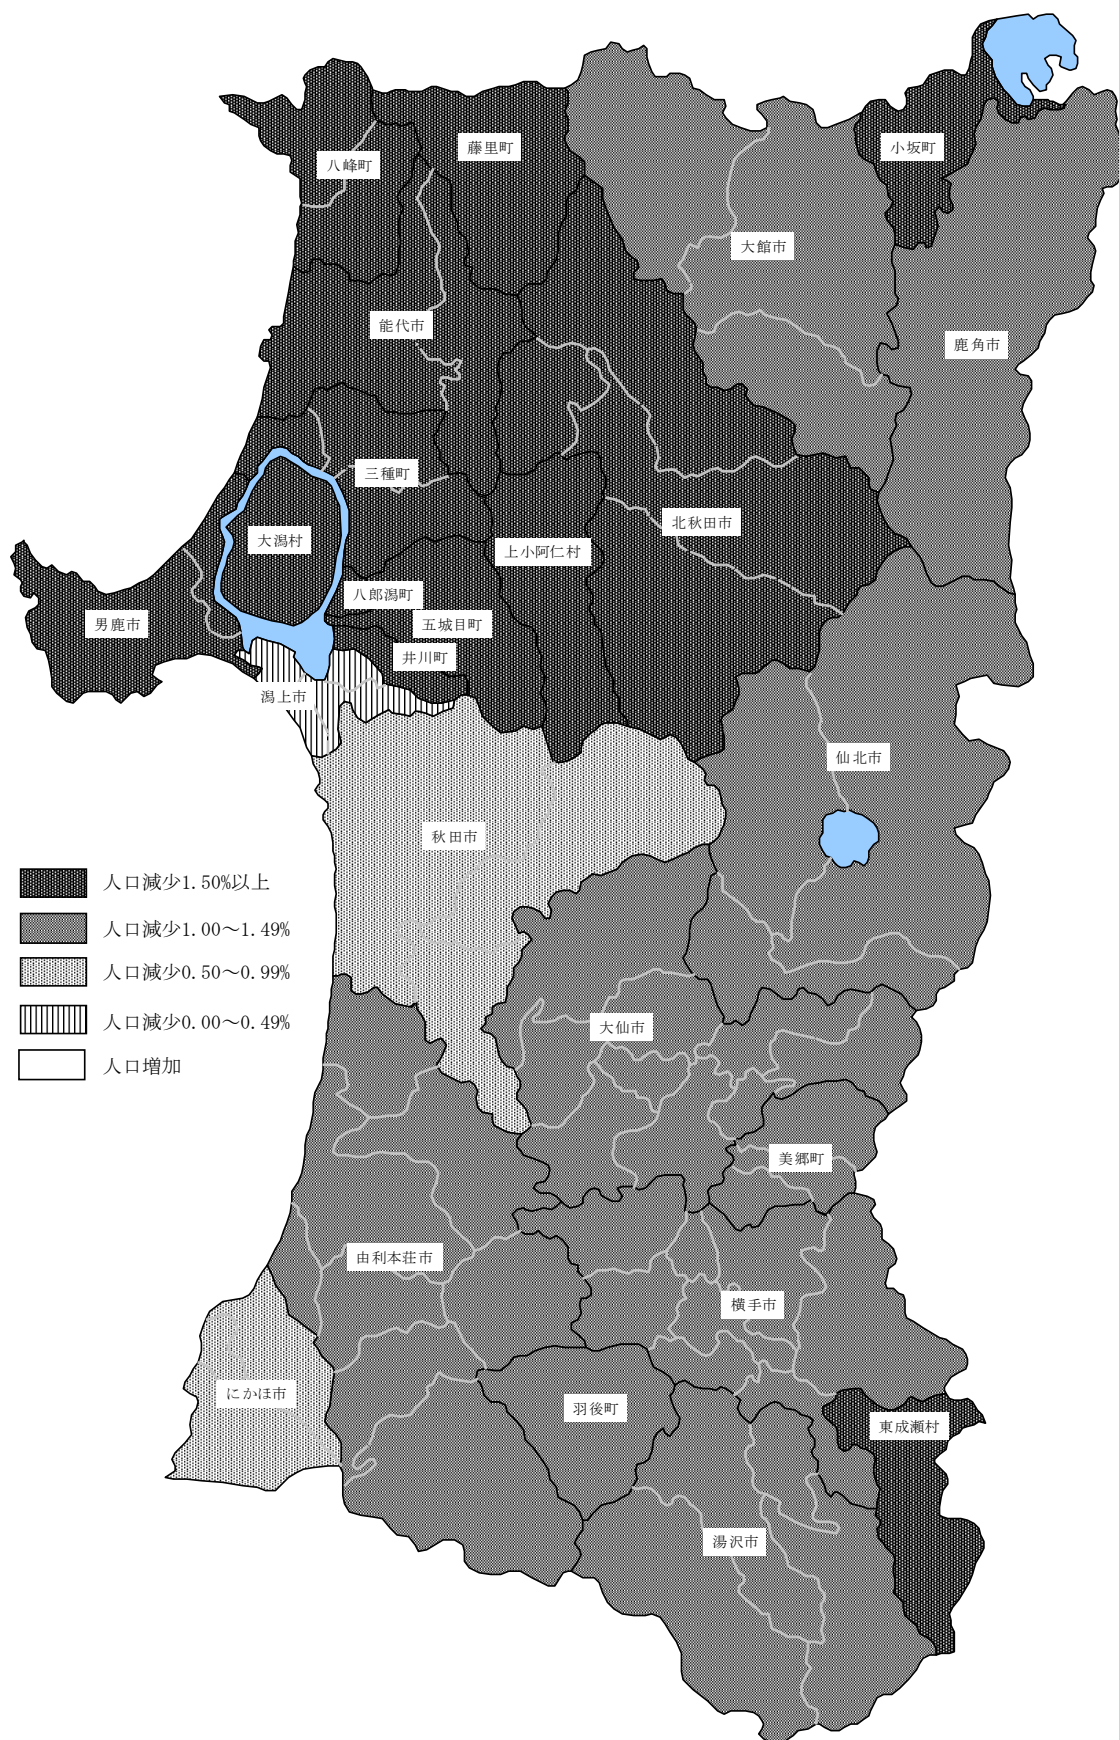 八峰町
藤里町
小坂町
大館市
能代市
鹿角市
三種町
北秋田市
大潟村
上小阿仁村
八郎潟町
男鹿市
五城目町
井川町
潟上市
仙北市
秋田市
人口減少1.50%以上
人口減少1.00～1.49%
人口減少0.50～0.99%
人口減少0.00～0.49%
人口増加
大仙市
美郷町
由利本荘市
横手市
にかほ市
羽後町
東成瀬村
湯沢市